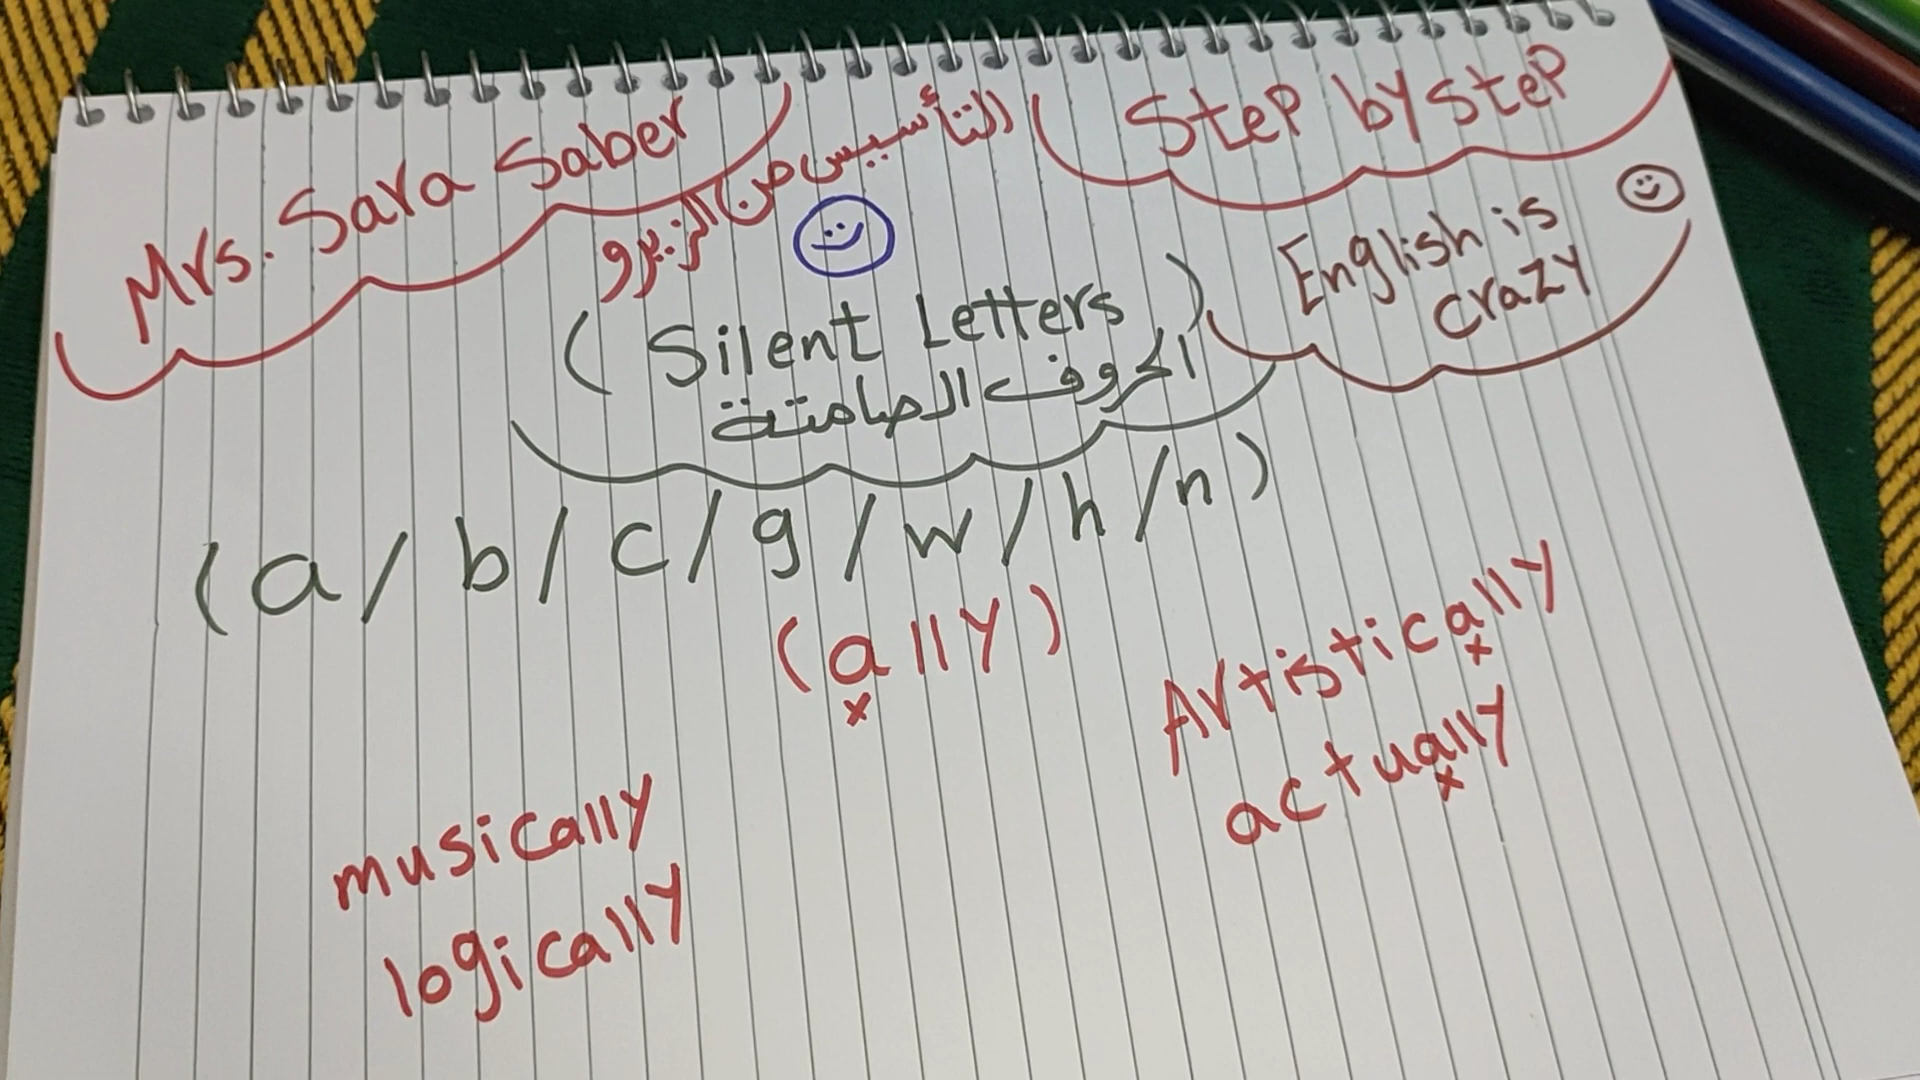 Mrs. Sara Saber
التأسيس من الزيرو
Step by Step
English is
crazy
( Silent Letters )
الحروف الصامتة
( a / b / c / g / w / h / n )
( ally )
x
Artistically
x
actually
x
musically
logically